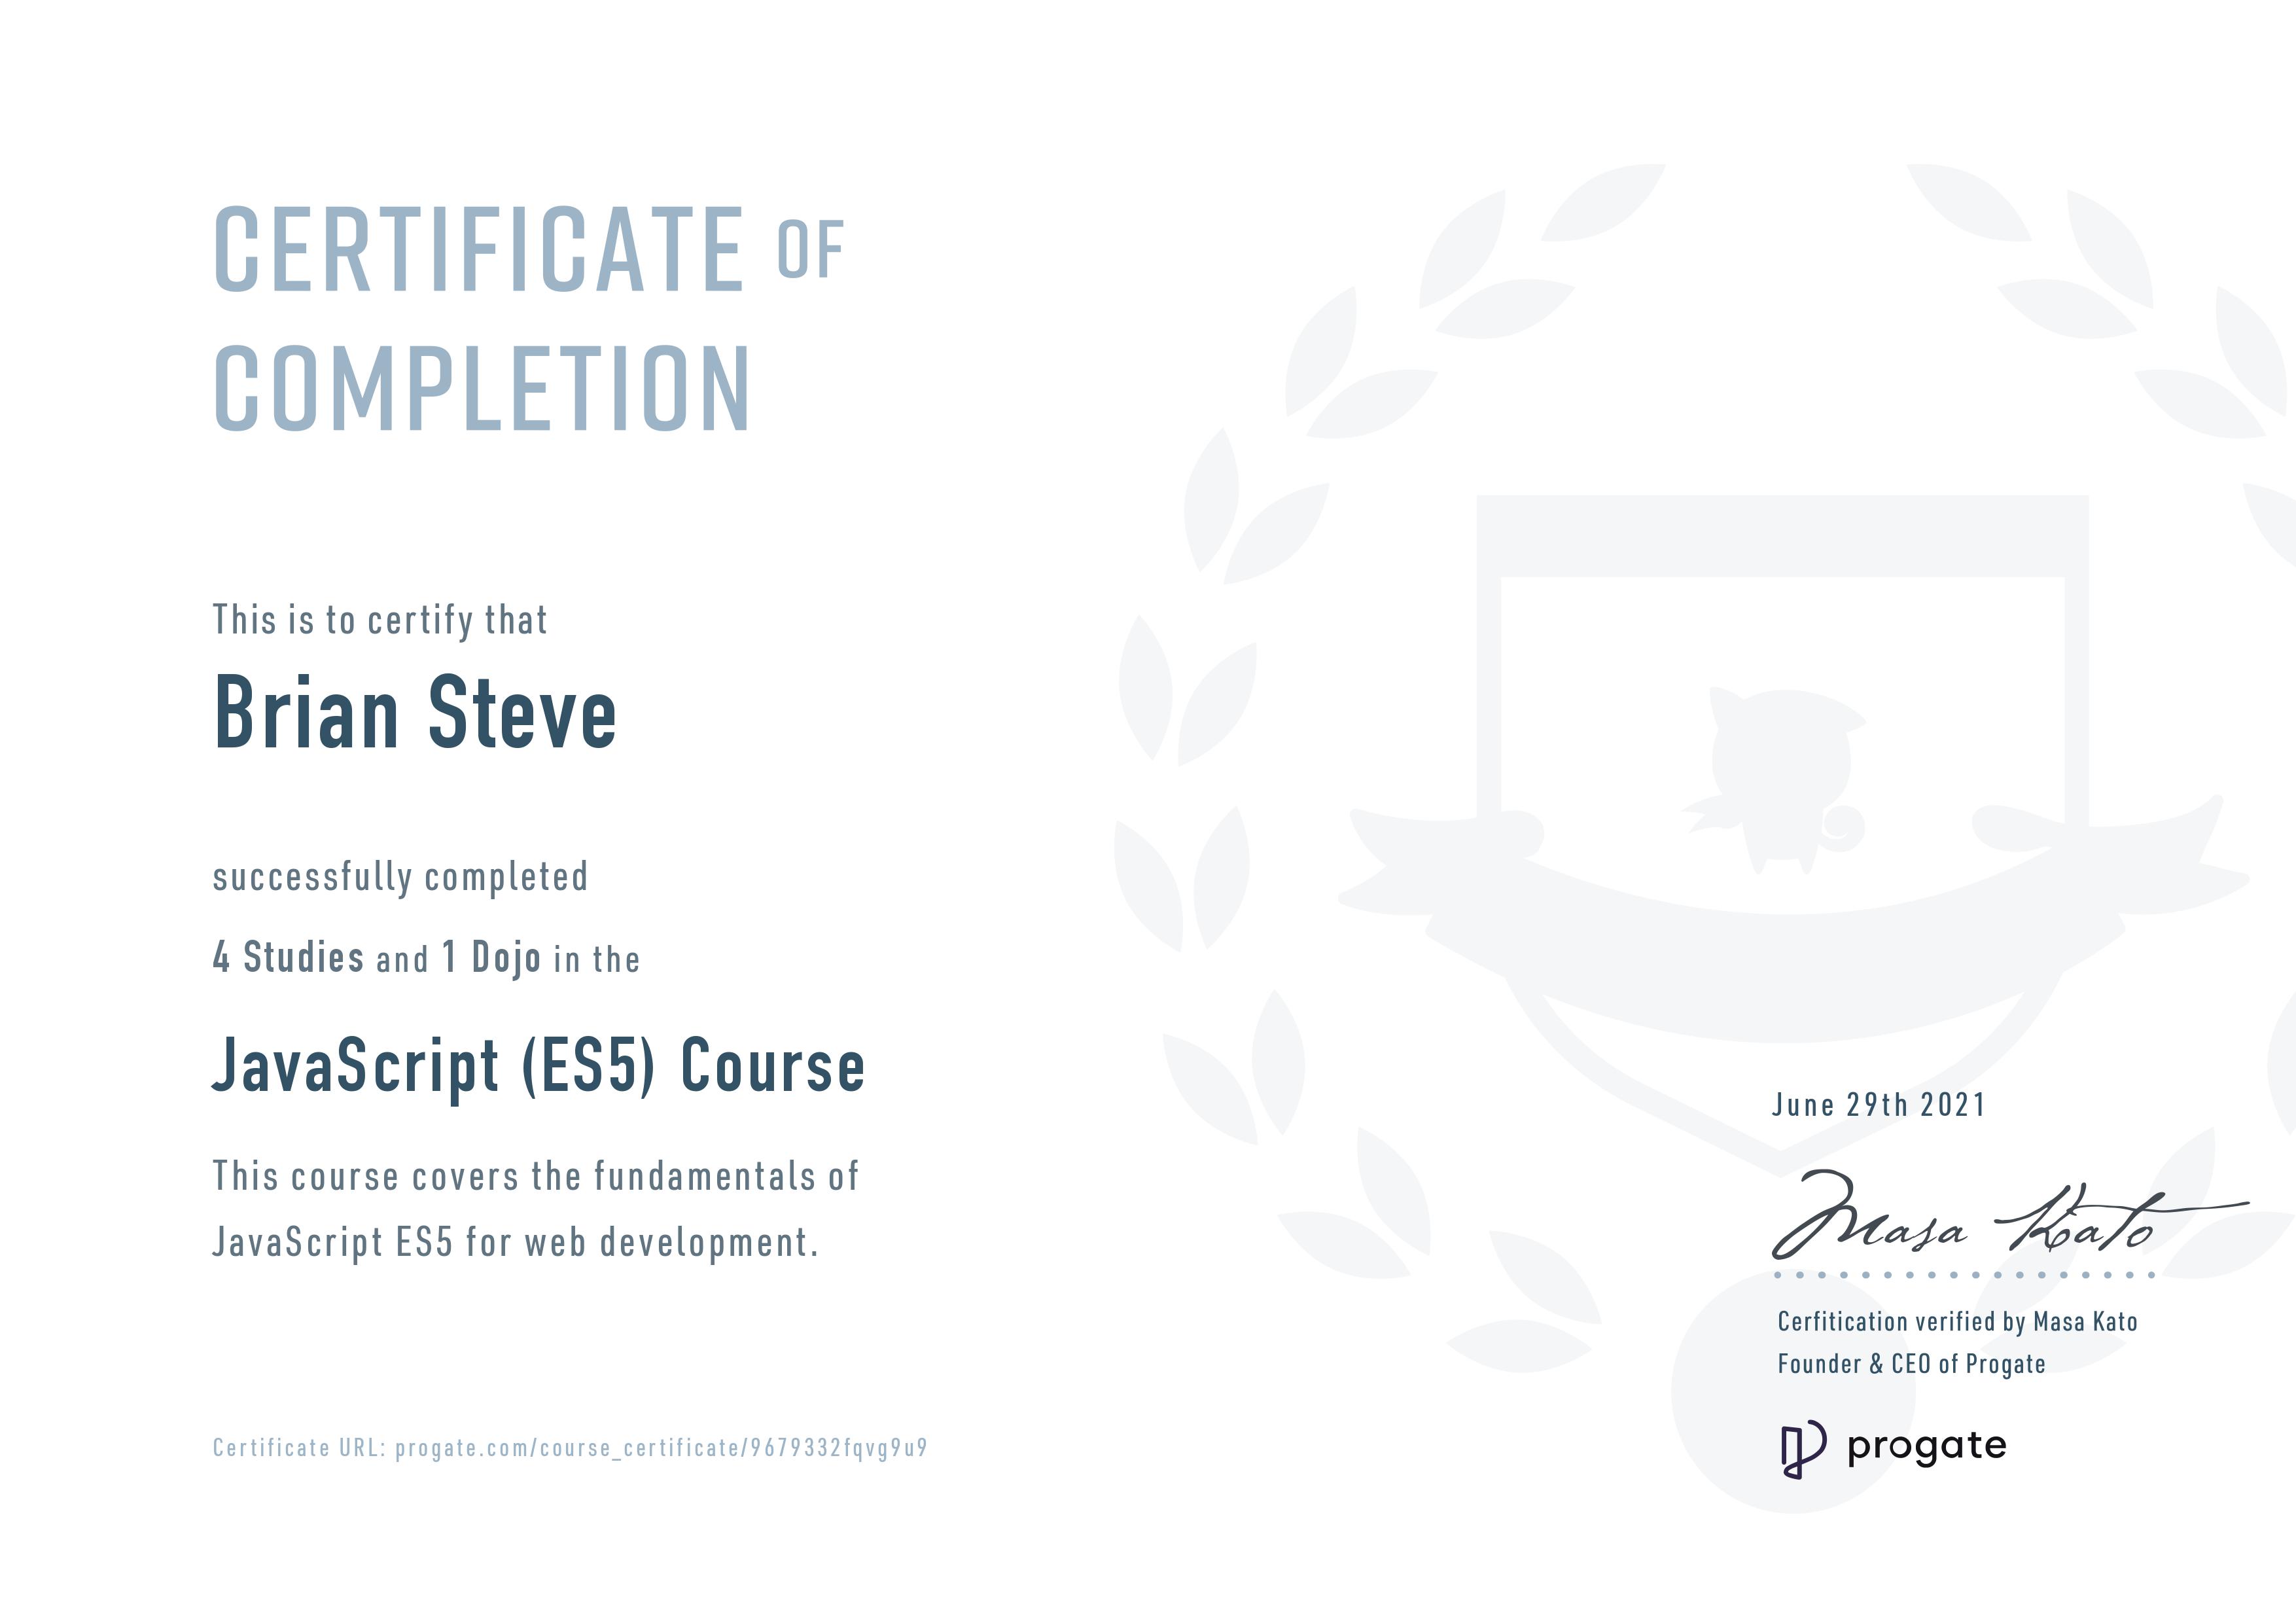 CERTIFICATE OF
COMPLETION
This is to certify that
Brian Steve
successfully completed
4 Studies and 1 Dojo in the
JavaScript (ES5) Course
This course covers the fundamentals of
JavaScript ES5 for web development.
Certificate URL: progate.com/course_certificate/9679332fqvg9u9
June 29th 2021
Masa Kato
Cerfitication verified by Masa Kato
Founder & CEO of Progate
progate